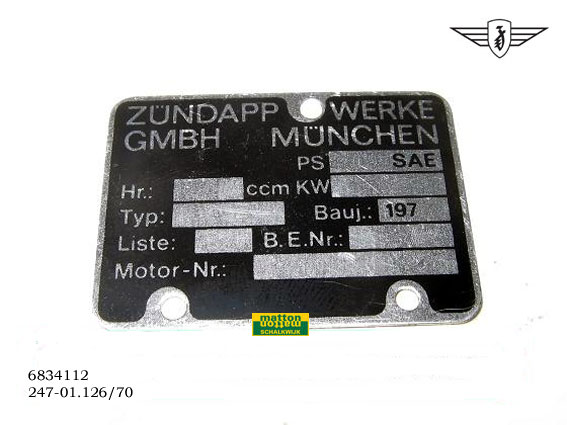 ZÜNDAPP WERKE
GMBH MÜNCHEN
PS SAE
Hr.: ccm KW
Typ: Bauj.: 197
Liste: B.E.Nr.:
Motor-Nr.:
matton
matton
SCHALKWIJK
6834112
247-01.126/70